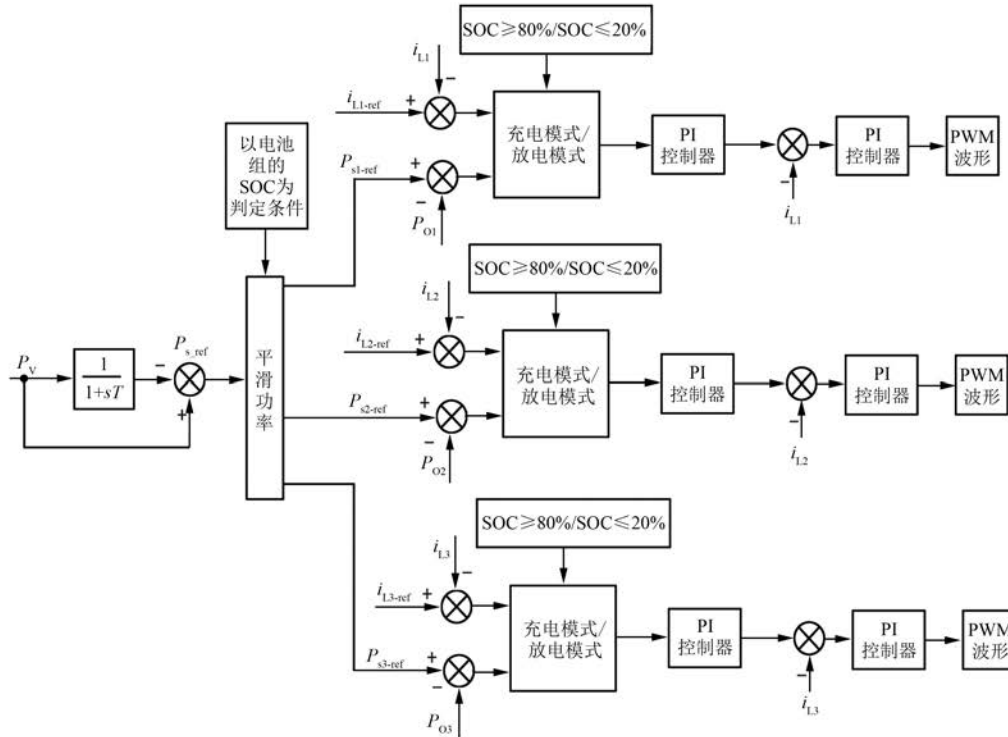 SOC≥80%/SOC≤20%
i_L1
−
i_L1-ref
+
充电模式/
放电模式
PI
控制器
PI
控制器
PWM
波形
−
i_L1
P_s1-ref
+
−
P_O1
以电池
组的
SOC为
判定条件
SOC≥80%/SOC≤20%
i_L2
−
i_L2-ref
+
充电模式/
放电模式
PI
控制器
PI
控制器
PWM
波形
−
i_L2
P_s2-ref
+
−
P_O2
P_V
1
1+sT
−
P_s_ref
+
平
滑
功
率
SOC≥80%/SOC≤20%
i_L3
−
i_L3-ref
+
充电模式/
放电模式
PI
控制器
PI
控制器
PWM
波形
−
i_L3
P_s3-ref
+
−
P_O3